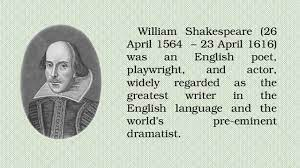 William Shakespeare (26
April 1564 – 23 April 1616)
was an English poet,
playwright, and actor,
widely regarded as the
greatest writer in the
English language and the
world's pre-eminent
dramatist.